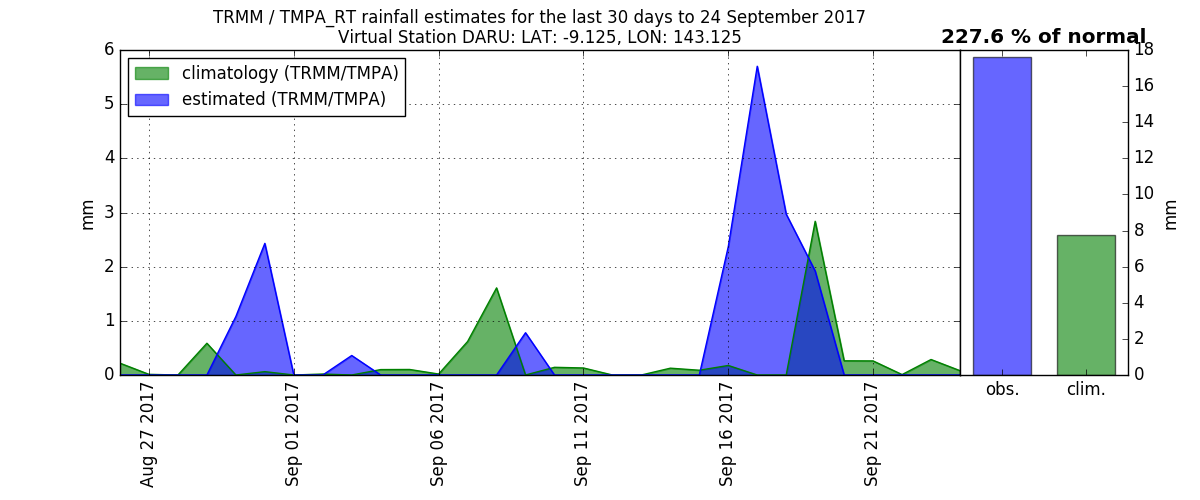 TRMM / TMPA_RT rainfall estimates for the last 30 days to 24 September 2017
Virtual Station DARU: LAT: -9.125, LON: 143.125
227.6 % of normal
climatology (TRMM/TMPA)
estimated (TRMM/TMPA)
6
5
4
3
2
1
0
mm
Aug 27 2017
Sep 01 2017
Sep 06 2017
Sep 11 2017
Sep 16 2017
Sep 21 2017
18
16
14
12
10
8
6
4
2
0
mm
obs.
clim.